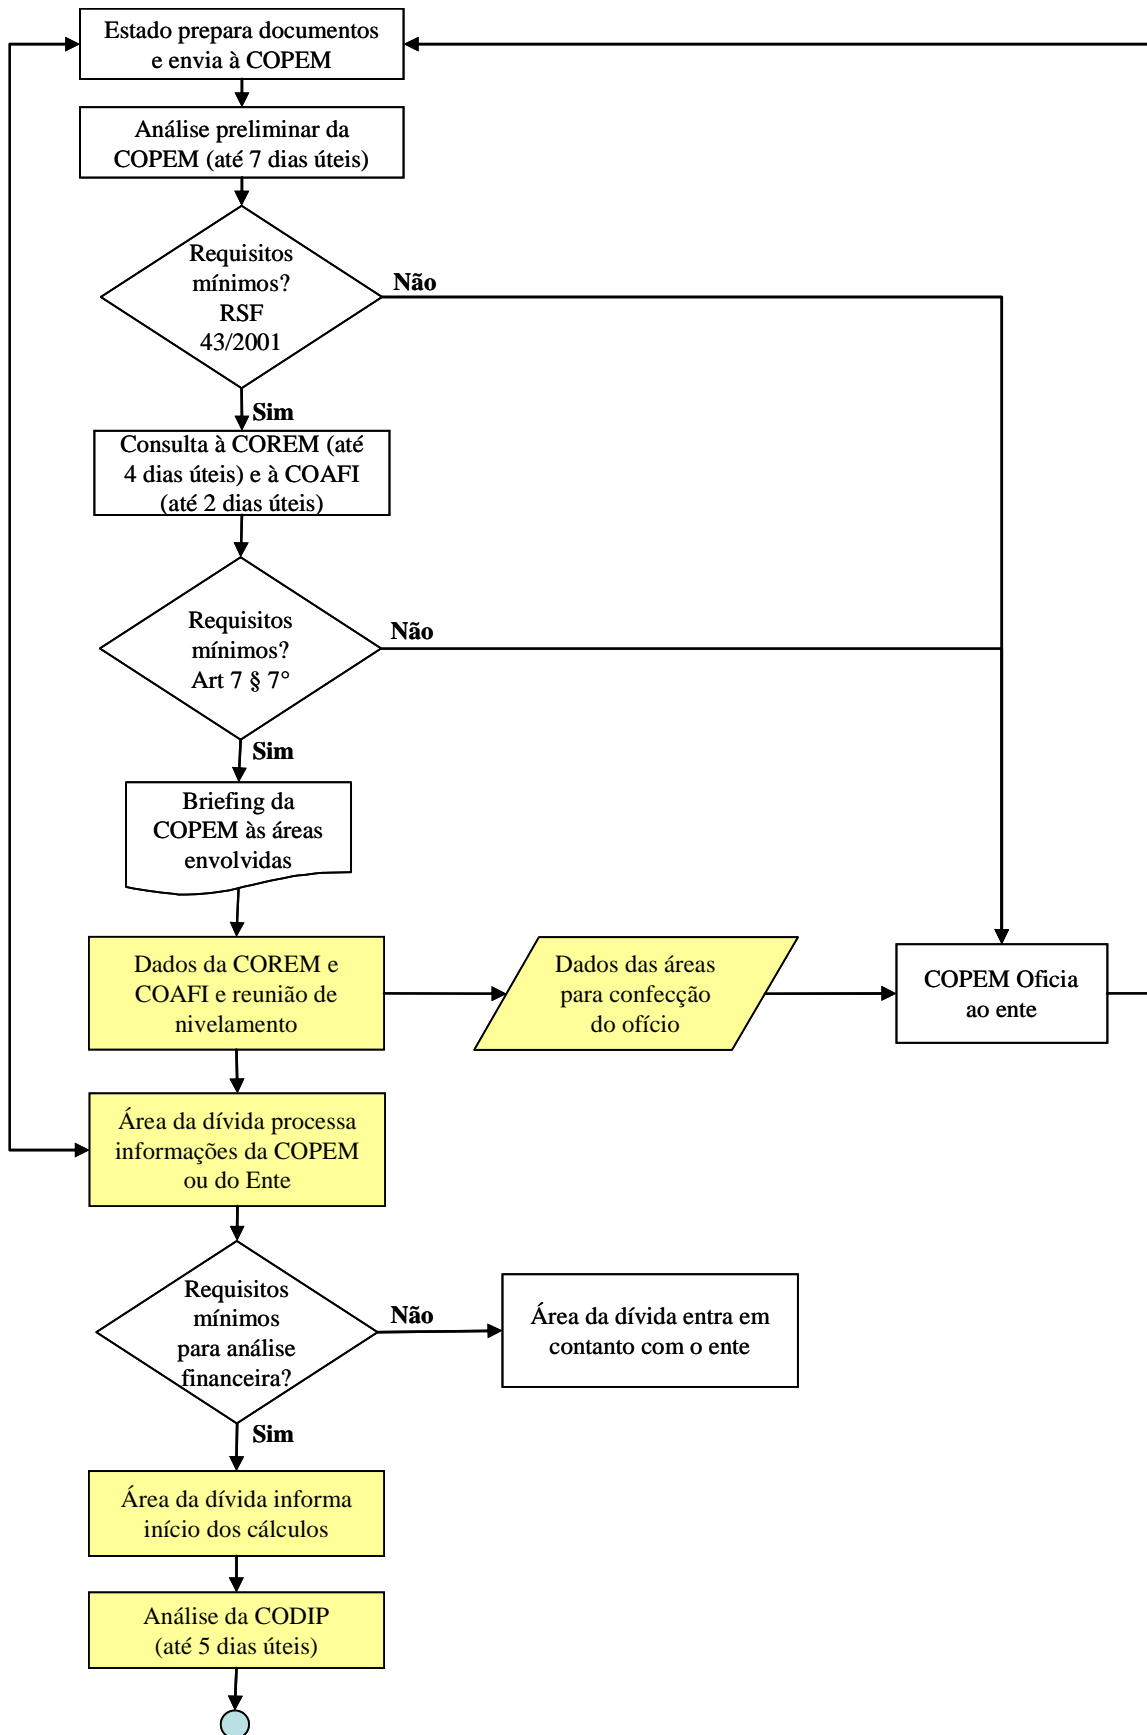 Estado prepara documentos
e envia à COPEM
Análise preliminar da
COPEM (até 7 dias úteis)
Requisitos
mínimos?
RSF
43/2001
Não
Sim
Consulta à COREM (até
4 dias úteis) e à COAFI
(até 2 dias úteis)
Requisitos
mínimos?
Art 7 § 7°
Não
Sim
Briefing da
COPEM às áreas
envolvidas
Dados da COREM e
COAFI e reunião de
nivelamento
Dados das áreas
para confecção
do ofício
COPEM Oficia
ao ente
Área da dívida processa
informações da COPEM
ou do Ente
Requisitos
mínimos
para análise
financeira?
Não
Área da dívida entra em
contanto com o ente
Sim
Área da dívida informa
início dos cálculos
Análise da CODIP
(até 5 dias úteis)